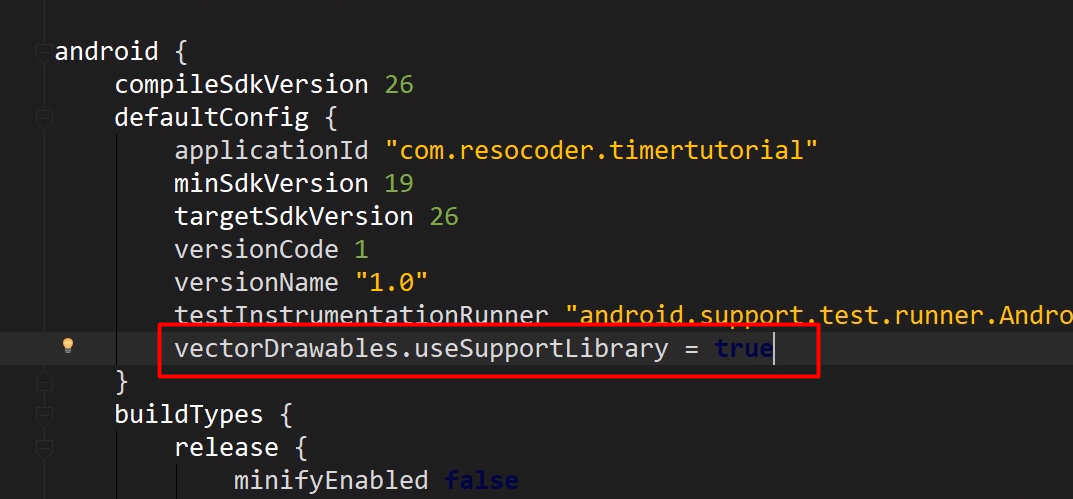 android {
compileSdkVersion 26
defaultConfig {
applicationId "com.resocoder.timertutorial"
minSdkVersion 19
targetSdkVersion 26
versionCode 1
versionName "1.0"
testInstrumentationRunner "android.support.test.runner.Andro
vectorDrawables.useSupportLibrary = true
}
buildTypes {
release {
minifyEnabled false